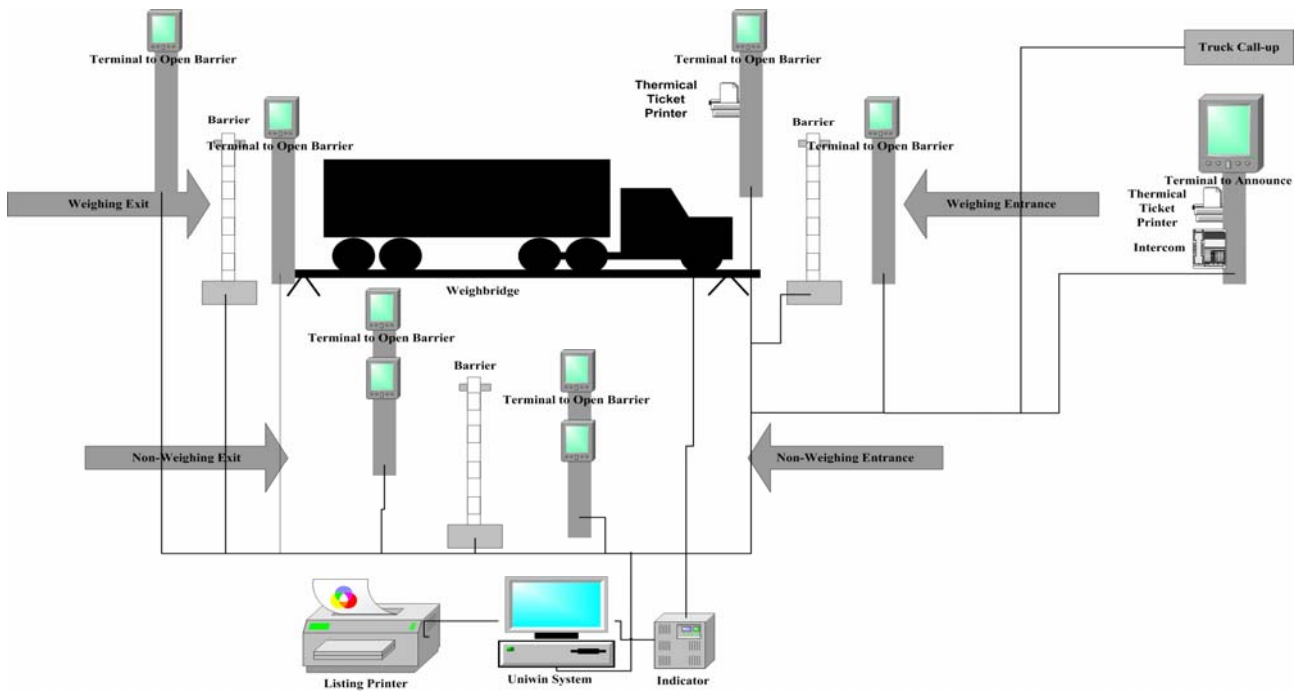 Terminal to Open Barrier
Terminal to Open Barrier
Truck Call-up
Thermical
Ticket
Printer
Barrier
Terminal to Open Barrier
Barrier
Terminal to Open Barrier
Terminal to Announce
Weighing Exit
Weighing Entrance
Thermical
Ticket
Printer
Intercom
Weighbridge
Terminal to Open Barrier
Barrier
Terminal to Open Barrier
Non-Weighing Exit
Non-Weighing Entrance
Listing Printer
Uniwin System
Indicator